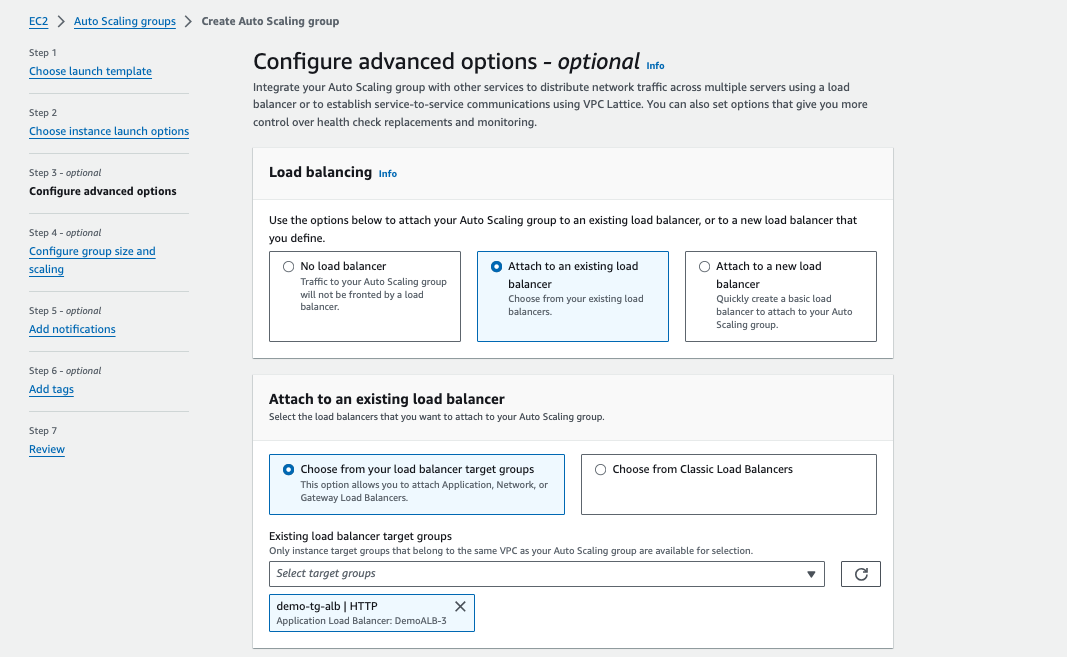 EC2 > Auto Scaling groups > Create Auto Scaling group
Step 1
Choose launch template
Step 2
Choose instance launch options
Step 3 - optional
Configure advanced options
Step 4 - optional
Configure group size and
scaling
Step 5 - optional
Add notifications
Step 6 - optional
Add tags
Step 7
Review
Configure advanced options - optional Info
Integrate your Auto Scaling group with other services to distribute network traffic across multiple servers using a load
balancer or to establish service-to-service communications using VPC Lattice. You can also set options that give you more
control over health check replacements and monitoring.
Load balancing Info
Use the options below to attach your Auto Scaling group to an existing load balancer, or to a new load balancer that
you define.
No load balancer
Traffic to your Auto Scaling group
will not be fronted by a load
balancer.
Attach to an existing load
balancer
Choose from your existing load
balancers.
Attach to a new load
balancer
Quickly create a basic load
balancer to attach to your Auto
Scaling group.
Attach to an existing load balancer
Select the load balancers that you want to attach to your Auto Scaling group.
Choose from your load balancer target groups
This option allows you to attach Application, Network, or
Gateway Load Balancers.
Choose from Classic Load Balancers
Existing load balancer target groups
Only instance target groups that belong to the same VPC as your Auto Scaling group are available for selection.
Select target groups
demo-tg-alb | HTTP
Application Load Balancer: DemoALB-3